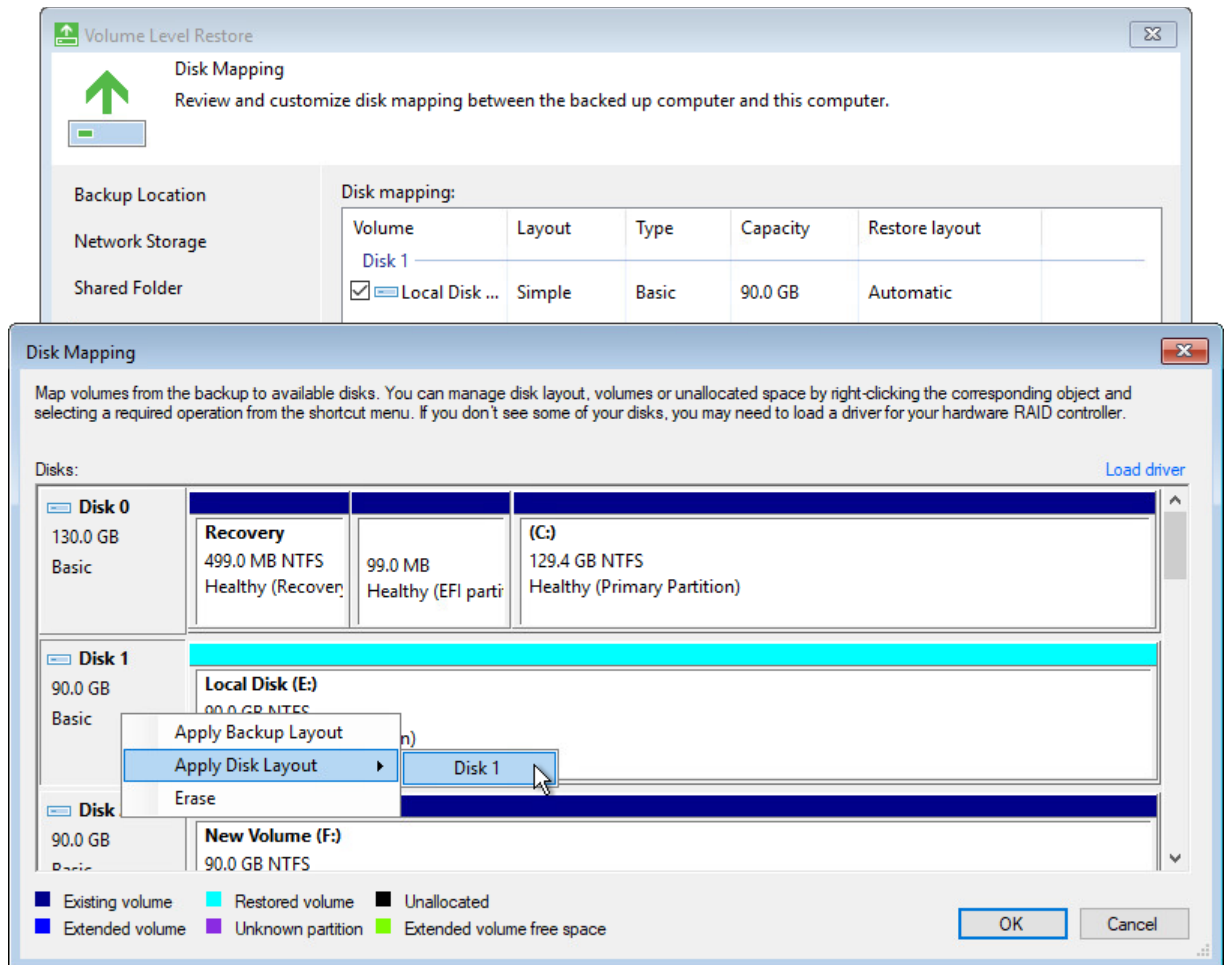 Volume Level Restore
Disk Mapping
Review and customize disk mapping between the backed up computer and this computer.
Backup Location
Network Storage
Shared Folder
Disk mapping:
Volume Layout Type Capacity Restore layout
Disk 1
Local Disk ... Simple Basic 90.0 GB Automatic
Disk Mapping
Map volumes from the backup to available disks. You can manage disk layout, volumes or unallocated space by right-clicking the corresponding object and
selecting a required operation from the shortcut menu. If you don't see some of your disks, you may need to load a driver for your hardware RAID controller.
Disks:
Load driver
Disk 0
130.0 GB
Basic
Recovery
499.0 MB NTFS
Healthy (Recovery
99.0 MB
Healthy (EFI parti
(C:)
129.4 GB NTFS
Healthy (Primary Partition)
Disk 1
90.0 GB
Basic
Local Disk (E:)
90.0 GB NTFS
n)
Apply Backup Layout
Apply Disk Layout
Disk 1
Erase
Disk
90.0 GB
Basic
New Volume (F:)
90.0 GB NTFS
Existing volume Restored volume Unallocated
Extended volume Unknown partition Extended volume free space
OK
Cancel